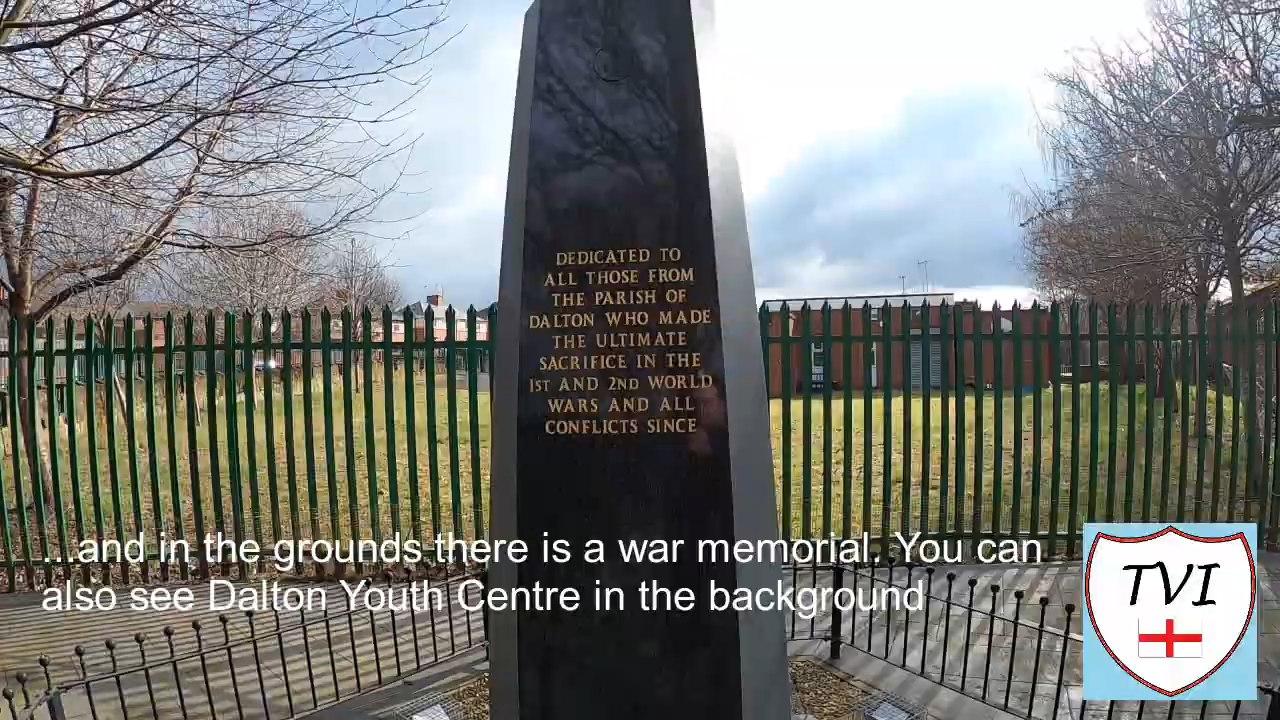 DEDICATED TO
ALL THOSE FROM
THE PARISH OF
DALTON WHO MADE
THE ULTIMATE
SACRIFICE IN THE
1ST AND 2ND WORLD
WARS AND ALL
CONFLICTS SINCE
...and in the grounds there is a war memorial. You can
also see Dalton Youth Centre in the background
TVI